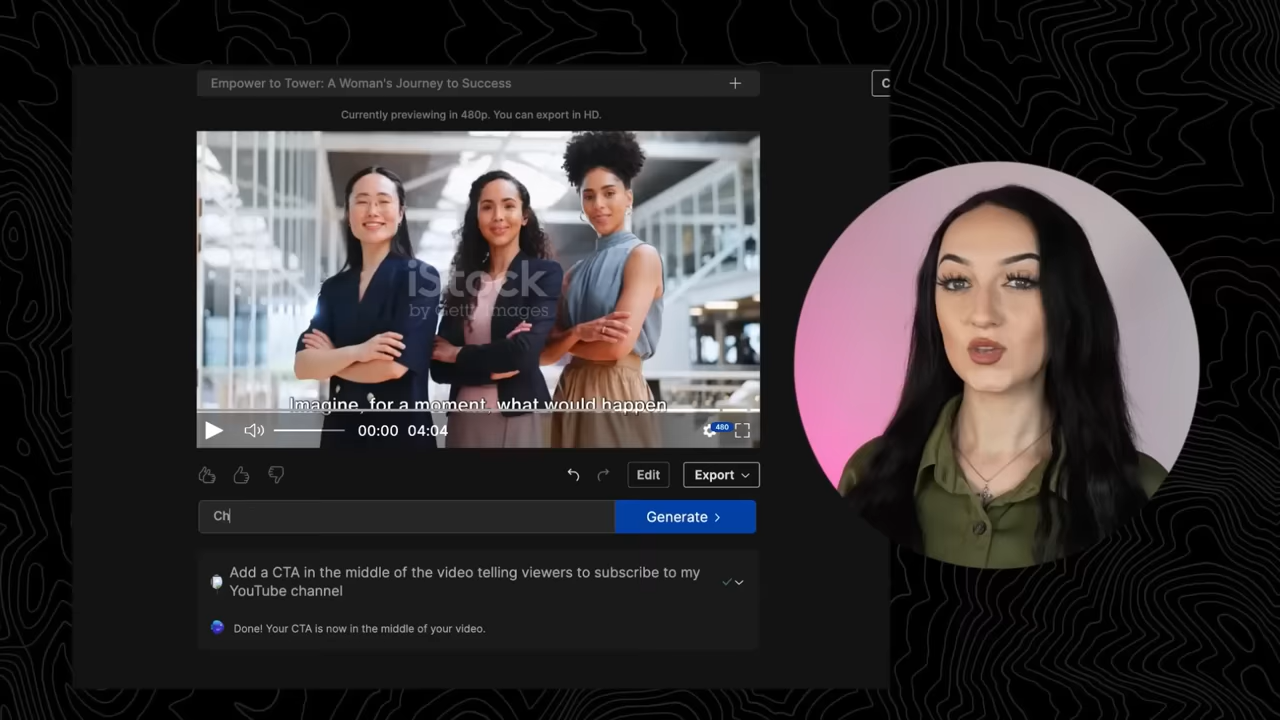 Empower to Tower: A Woman's Journey to Success
C
Currently previewing in 480p. You can export in HD.
iStock
by Getty Images
Imagine, for a moment, what would happen
00:00 04:04
480
Edit
Export
Ch
Generate
Add a CTA in the middle of the video telling viewers to subscribe to my
YouTube channel
Done! Your CTA is now in the middle of your video.